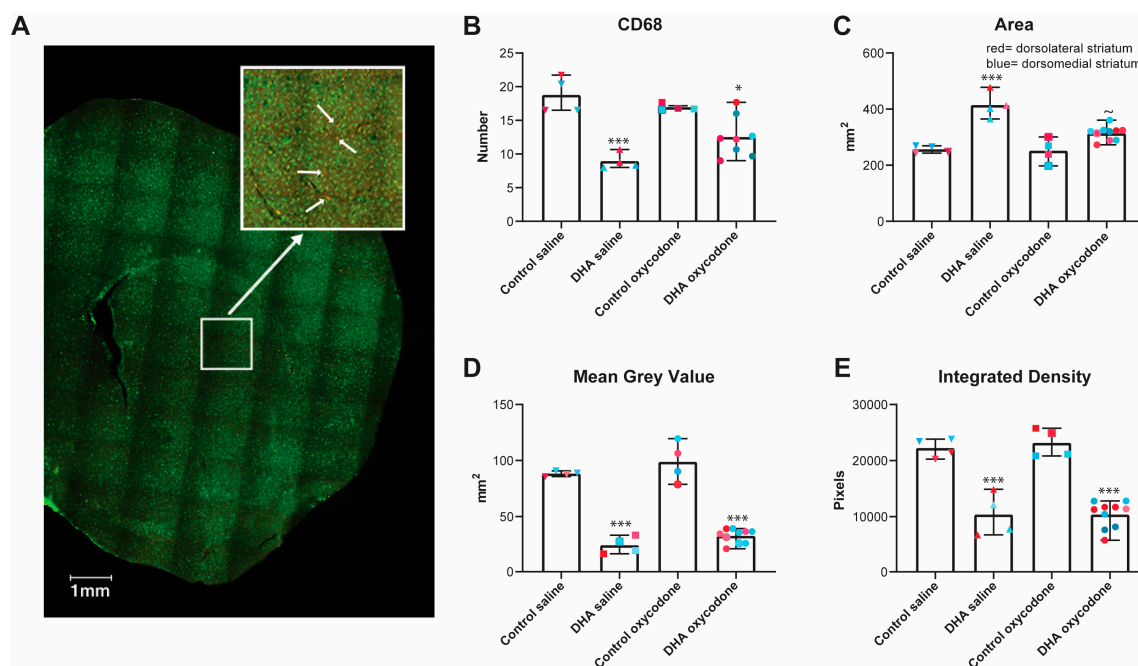 A
1mm
B
CD68
Number
25
20
15
10
5
0
***
*
Control saline
DHA saline
Control oxycodone
DHA oxycodone
C
Area
red= dorsolateral striatum
blue= dorsomedial striatum
mm²
600
400
200
0
***
~
Control saline
DHA saline
Control oxycodone
DHA oxycodone
D
Mean Grey Value
mm²
150
100
50
0
***
***
Control saline
DHA saline
Control oxycodone
DHA oxycodone
E
Integrated Density
Pixels
30000
20000
10000
0
***
***
Control saline
DHA saline
Control oxycodone
DHA oxycodone